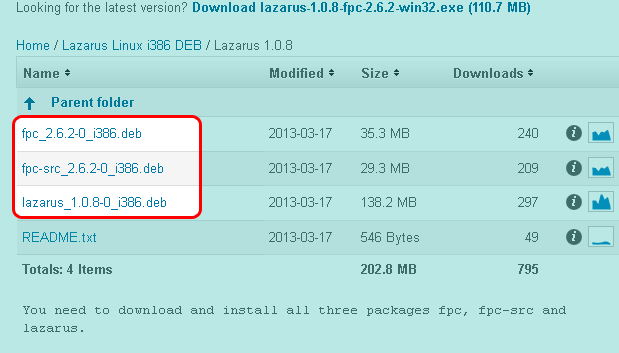 Looking for the latest version? Download lazarus-1.0.8-fpc-2.6.2-win32.exe (110.7 MB)
Home / Lazarus Linux i386 DEB / Lazarus 1.0.8
Name Modified Size Downloads
Parent folder
fpc_2.6.2-0_i386.deb 2013-03-17 35.3 MB 240
fpc-src_2.6.2-0_i386.deb 2013-03-17 29.3 MB 209
lazarus_1.0.8-0_i386.deb 2013-03-17 138.2 MB 297
README.txt 2013-03-17 546 Bytes 49
Totals: 4 Items 202.8 MB 795
You need to download and install all three packages fpc, fpc-src and
lazarus.